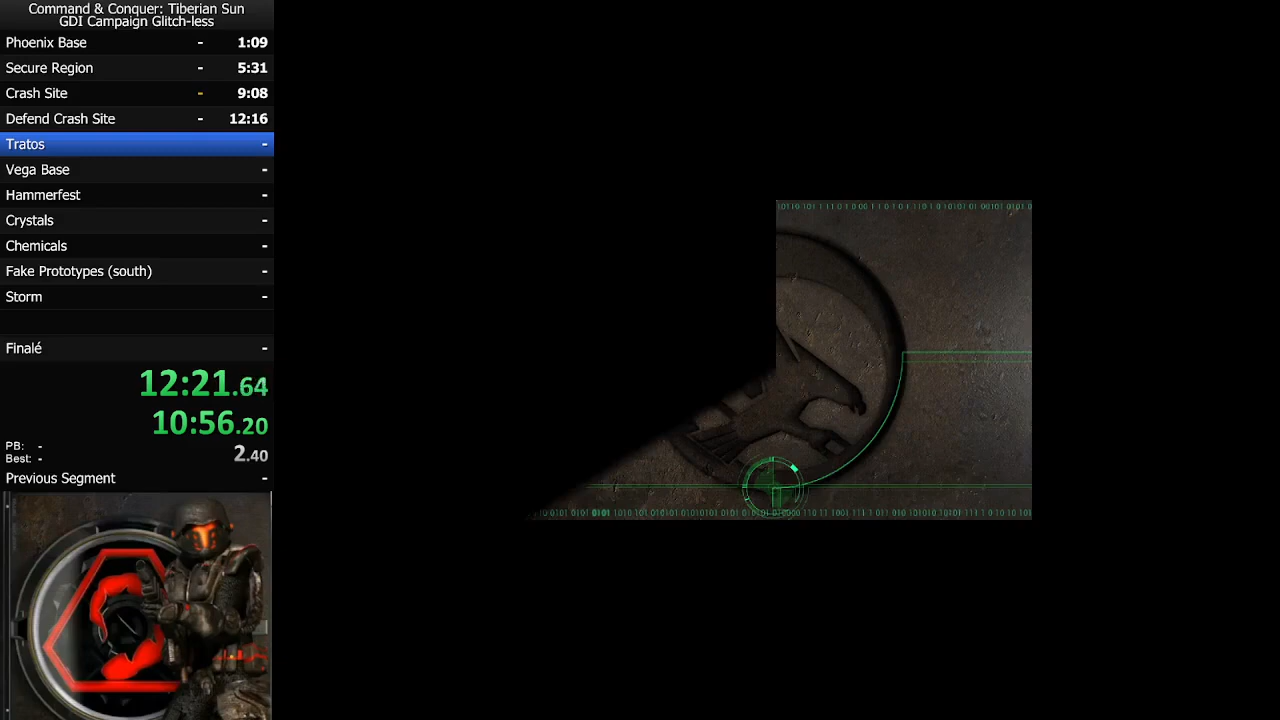 Command & Conquer: Tiberian Sun
GDI Campaign Glitch-less
Phoenix Base - 1:09
Secure Region - 5:31
Crash Site - 9:08
Defend Crash Site - 12:16
Tratos -
Vega Base -
Hammerfest -
Crystals -
Chemicals -
Fake Prototypes (south) -
Storm -
Finalé -
12:21.64
10:56.20
PB: -
Best: -
2.40
Previous Segment -